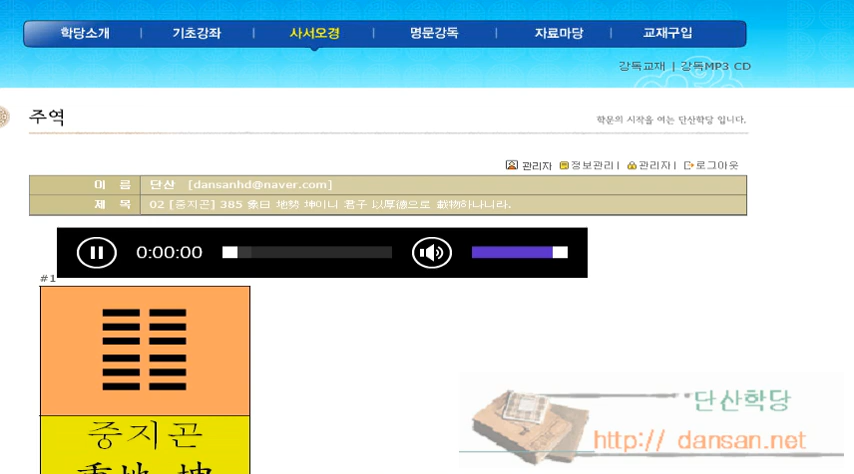 학당소개 | 기초강좌 | 사서오경 | 명문강독 | 자료마당 | 교재구입
강독교재 | 강독MP3 CD
주역
학문의 시작을 여는 단산학당 입니다.
관리자 정보관리 | 관리자 | 로그아웃
이 름 단산 [dansanhd@naver.com]
제 목 02 [중지곤] 385 象曰 地勢 坤이니 君子 以厚德으로 載物하나니라.
0:00:00
#1
중지곤
重地 坤
단산학당
http:// dansan.net